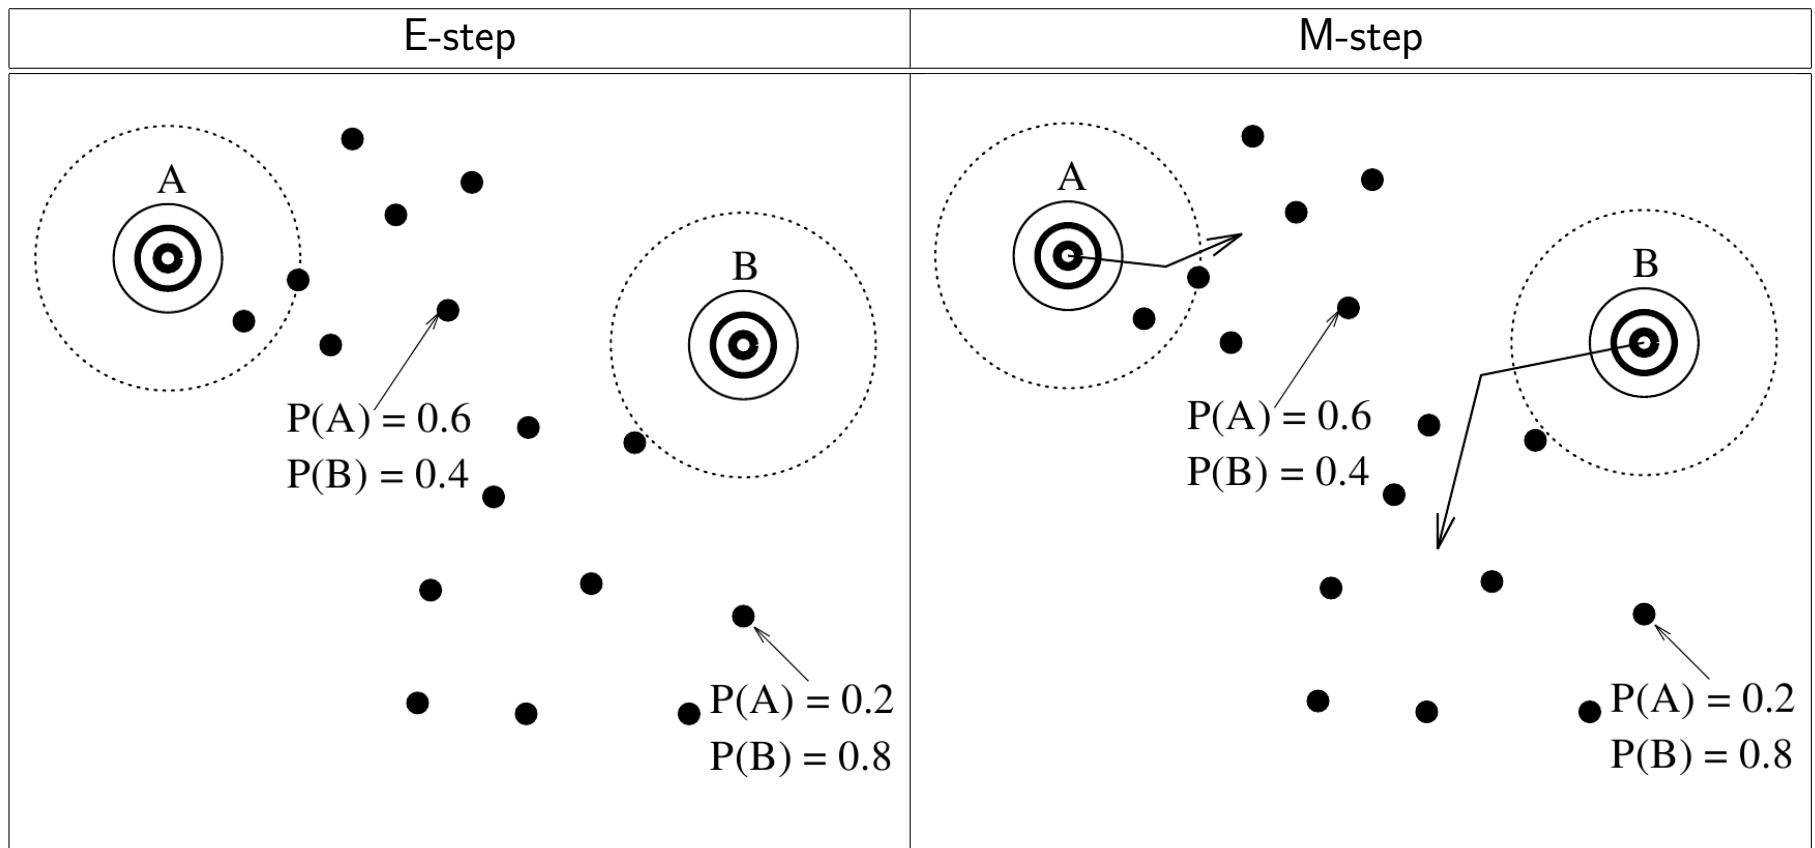 E-step
A
B
P(A) = 0.6
P(B) = 0.4
P(A) = 0.2
P(B) = 0.8
M-step
A
B
P(A) = 0.6
P(B) = 0.4
P(A) = 0.2
P(B) = 0.8